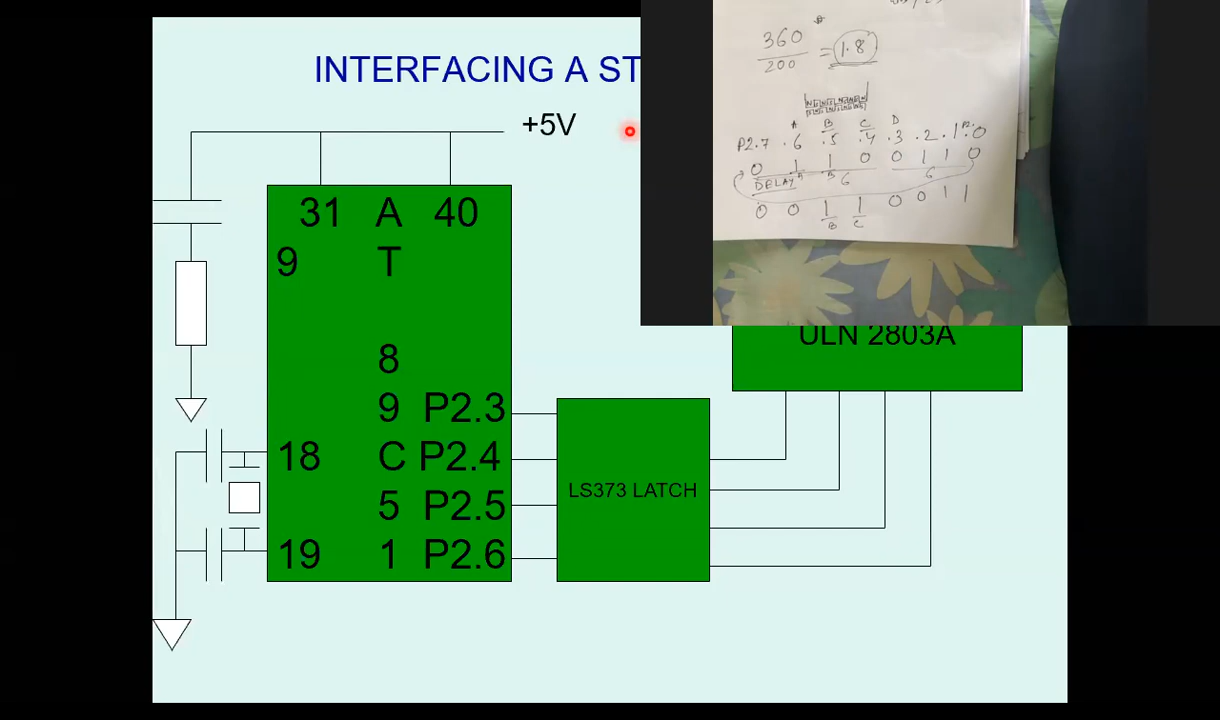 INTERFACING A ST
+5V
31 A 40
9 T
8
9 P2.3
18 C P2.4
5 P2.5
19 1 P2.6
LS373 LATCH
ULN 2803A
360
200
= 1.8
A B C D
P2.7 .6 .5 .4 .3 .2 .1 P2.0
0 1 1 0 0 1 1 0
DELAY A B 6 6
0 0 1 1 0 0 1 1
B C